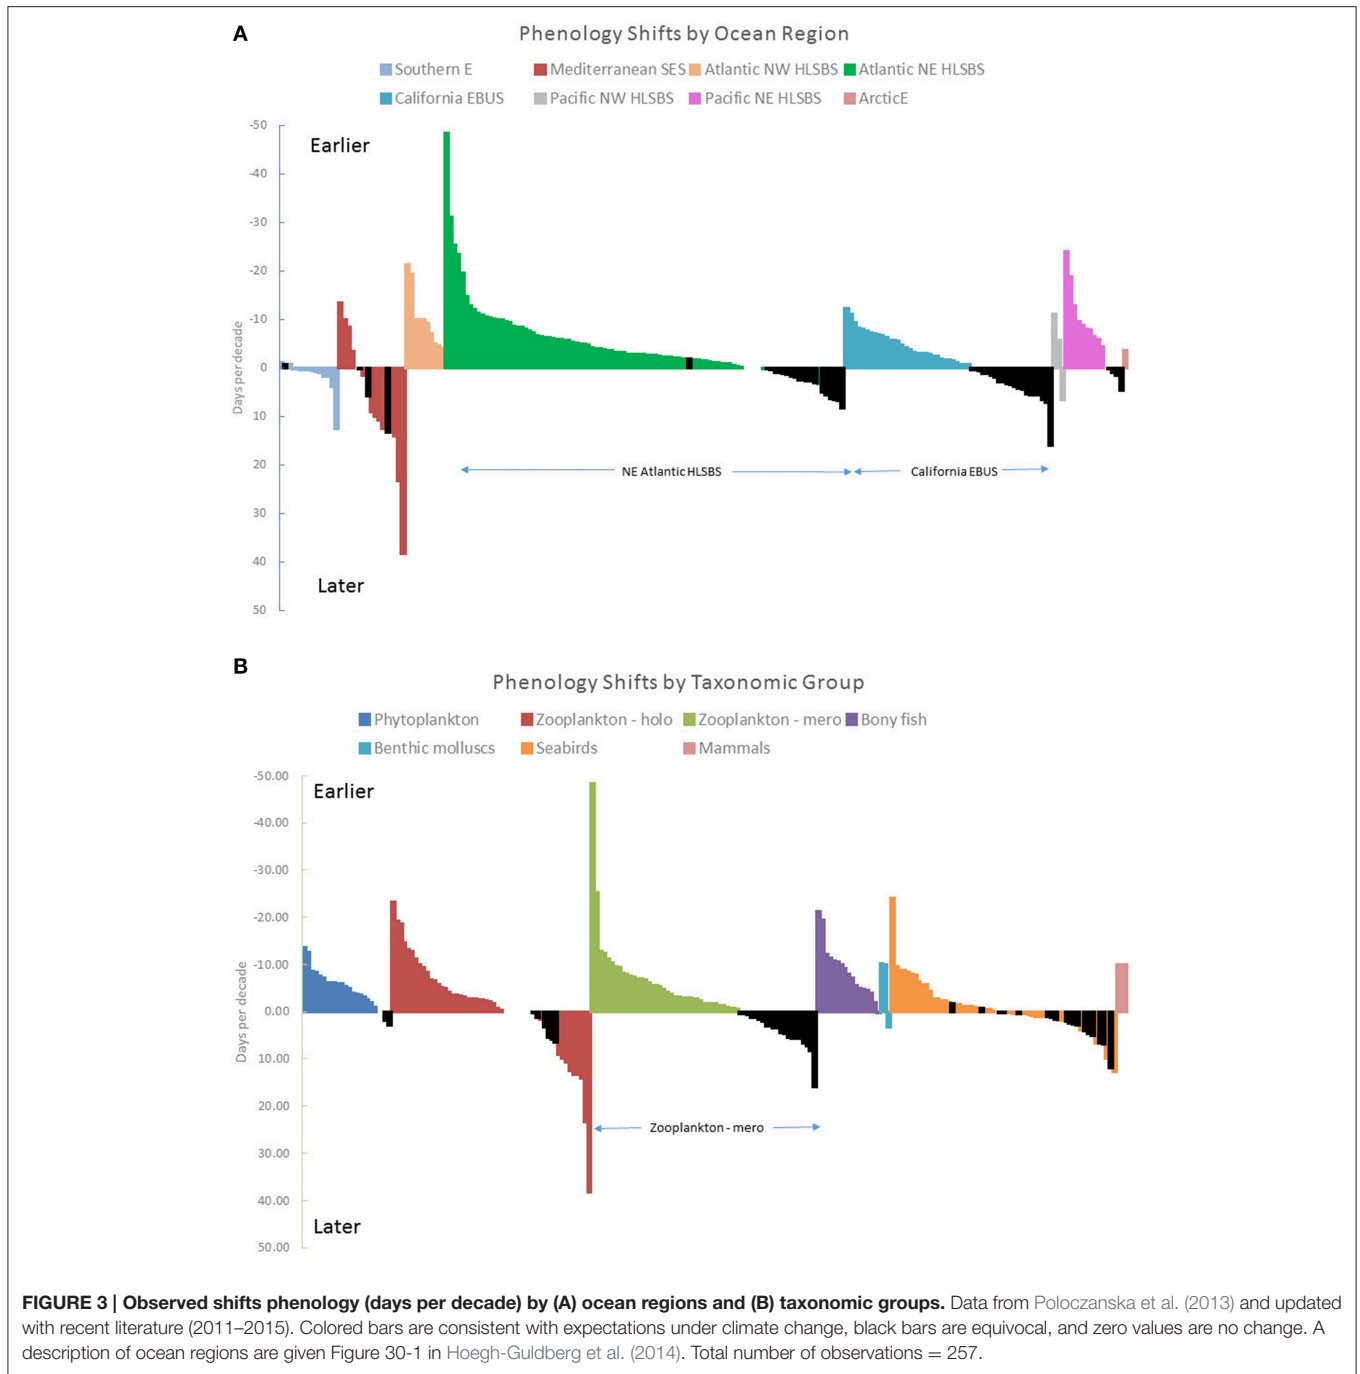 A
Phenology Shifts by Ocean Region
Southern E Mediterranean SES Atlantic NW HLSBS Atlantic NE HLSBS
California EBUS Pacific NW HLSBS Pacific NE HLSBS ArcticE
-50
Earlier
-40
-30
-20
-10
0
10
20
30
40
50
Days per decade
NE Atlantic HLSBS California EBUS
Later
B
Phenology Shifts by Taxonomic Group
Phytoplankton Zooplankton - holo Zooplankton - mero Bony fish
Benthic molluscs Seabirds Mammals
-50.00
Earlier
-40.00
-30.00
-20.00
-10.00
0.00
10.00
20.00
30.00
40.00
50.00
Days per decade
Zooplankton - mero
Later
FIGURE 3 | Observed shifts phenology (days per decade) by (A) ocean regions and (B) taxonomic groups. Data from Poloczanska et al. (2013) and updated
with recent literature (2011–2015). Colored bars are consistent with expectations under climate change, black bars are equivocal, and zero values are no change. A
description of ocean regions are given Figure 30-1 in Hoegh-Guldberg et al. (2014). Total number of observations = 257.